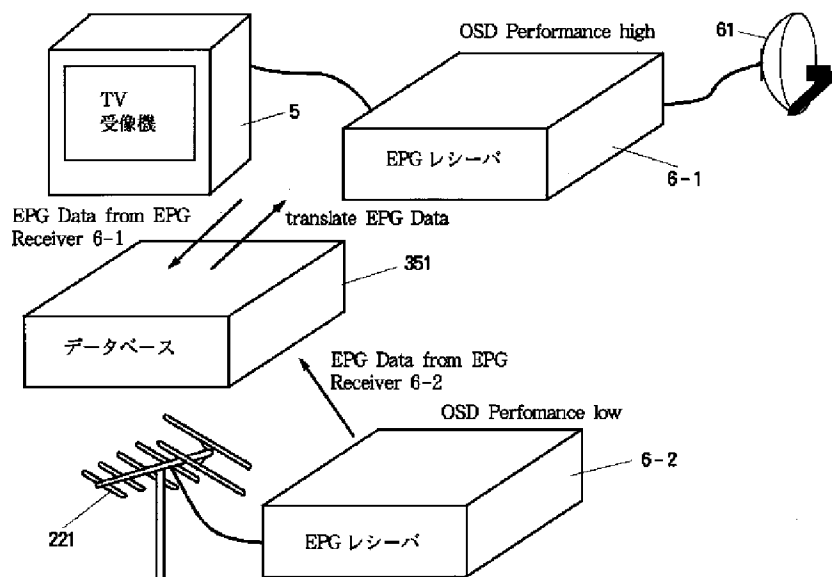 OSD Performance high
61
TV
受像機
5
EPG レシーバ
6-1
EPG Data from EPG
Receiver 6-1
translate EPG Data
351
データベース
EPG Data from EPG
Receiver 6-2
OSD Perfomance low
6-2
221
EPG レシーバ